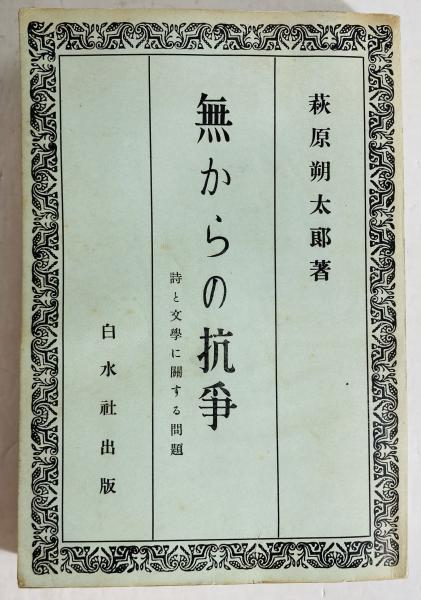 萩原朔太郎著
無からの抗爭
詩と文學に關する問題
白水社出版